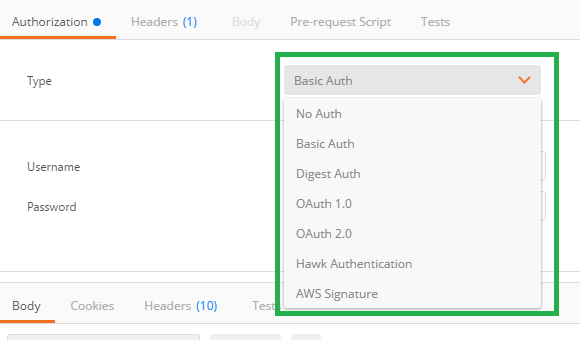 Authorization Headers (1) Body Pre-request Script Tests
Type Basic Auth
No Auth
Basic Auth
Username
Digest Auth
Password
OAuth 1.0
OAuth 2.0
Hawk Authentication
AWS Signature
Body Cookies Headers (10) Tests